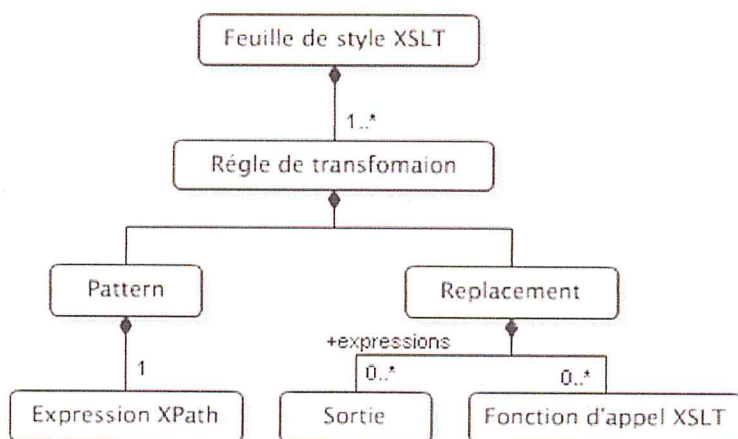 Feuille de style XSLT
1..*
Régle de transfomaion
Pattern
Replacement
+expressions
1
0..*
0..*
Expression XPath
Sortie
Fonction d'appel XSLT